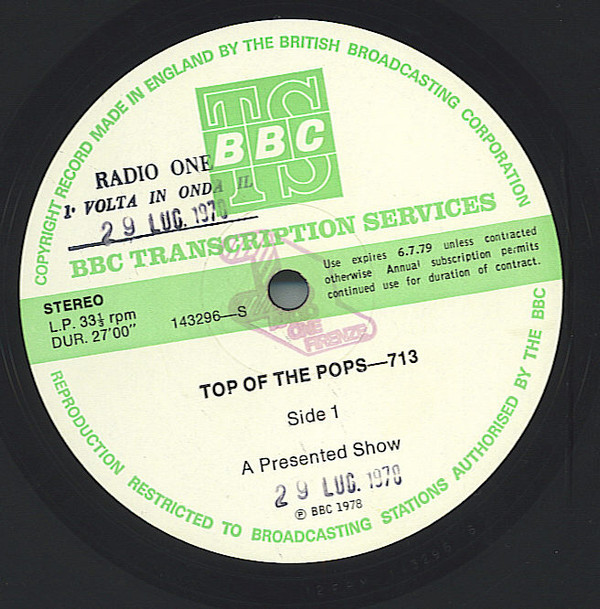 COPYRIGHT RECORD MADE IN ENGLAND BY THE BRITISH BROADCASTING CORPORATION
TS
BBC
RADIO ONE
1ª VOLTA IN ONDA IL
29 LUG. 1978
BBC TRANSCRIPTION SERVICES
Use expires 6.7.79 unless contracted
otherwise Annual subscription permits
continued use for duration of contract.
STEREO
L.P. 33⅓ rpm
DUR. 27'00"
143296—S
RADIO
ONE
FIRENZE
TOP OF THE POPS—713
Side 1
A Presented Show
29 LUG. 1978
℗ BBC 1978
REPRODUCTION RESTRICTED TO BROADCASTING STATIONS AUTHORISED BY THE BBC